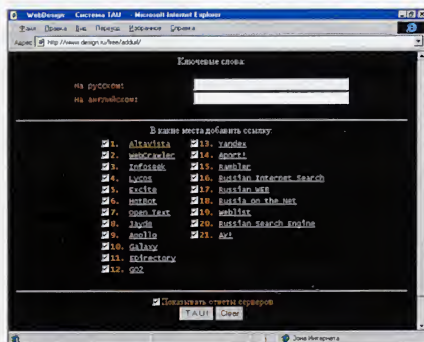 WebDesign Система TAU - Microsoft Internet Explorer
Файл Правка Вид Переход Избранное Справка
Адрес http://www.design.ru/free/addurl/
Ключевые слова:
на русском:
на английском:
В какие места добавить ссылку:
1. Altavista 13. Yandex
2. WebCrawler 14. Aport!
3. Infoseek 15. Rambler
4. Lycos 16. Russian Internet Search
5. Excite 17. Russian WEB
6. HotBot 18. Russia on the Net
7. Open Text 19. Weblist
8. Jayde 20. Russian Search Engine
9. Apollo 21. Ay!
10. Galaxy
11. EDirectory
12. GO2
Показывать ответы серверов
TAU! Clear
Зона Интернета